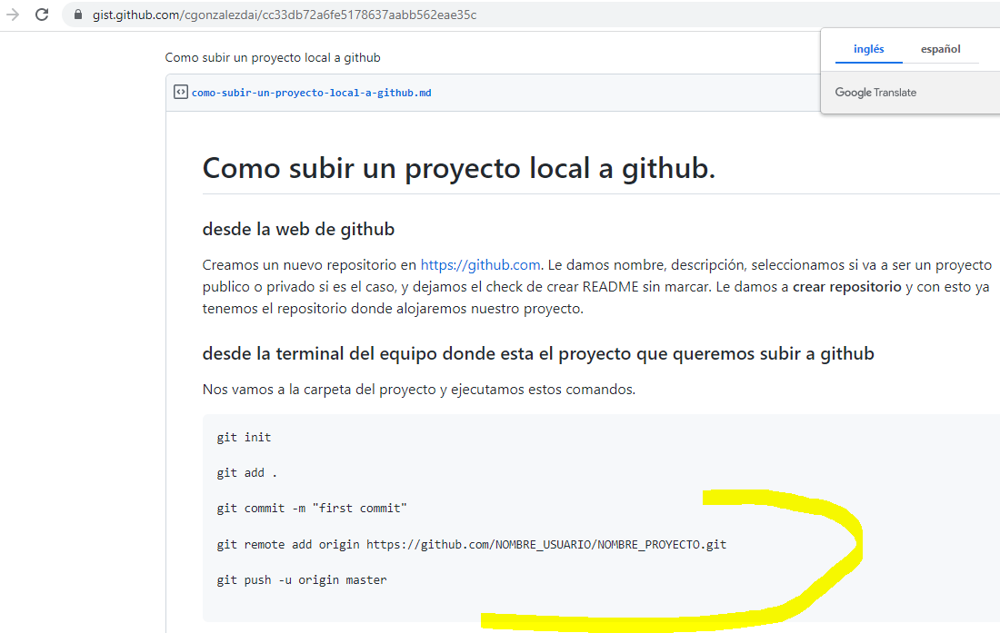 gist.github.com/cgonzalezdai/cc33db72a6fe5178637aabb562eae35c
inglés español
Google Translate
Como subir un proyecto local a github
como-subir-un-proyecto-local-a-github.md
Como subir un proyecto local a github.
desde la web de github
Creamos un nuevo repositorio en https://github.com. Le damos nombre, descripción, seleccionamos si va a ser un proyecto
publico o privado si es el caso, y dejamos el check de crear README sin marcar. Le damos a crear repositorio y con esto ya
tenemos el repositorio donde alojaremos nuestro proyecto.
desde la terminal del equipo donde esta el proyecto que queremos subir a github
Nos vamos a la carpeta del proyecto y ejecutamos estos comandos.
git init
git add .
git commit -m "first commit"
git remote add origin https://github.com/NOMBRE_USUARIO/NOMBRE_PROYECTO.git
git push -u origin master